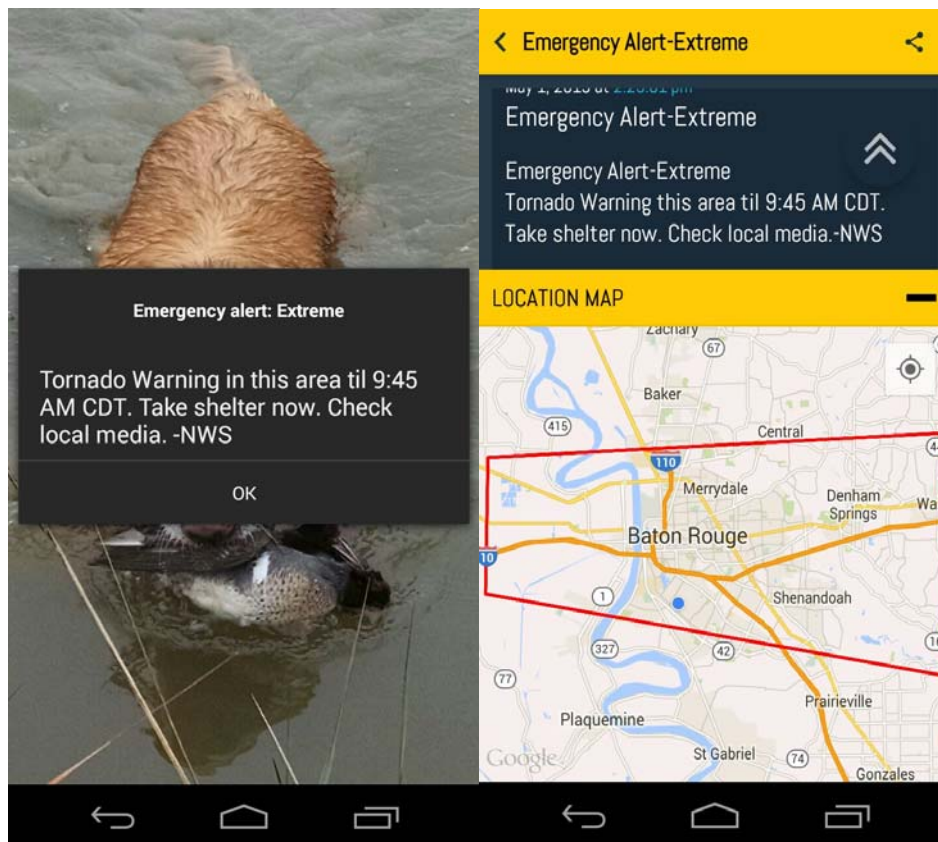 Emergency alert: Extreme
Tornado Warning in this area til 9:45
AM CDT. Take shelter now. Check
local media. -NWS
OK
Emergency Alert-Extreme
Emergency Alert-Extreme
Emergency Alert-Extreme
Tornado Warning this area til 9:45 AM CDT.
Take shelter now. Check local media.-NWS
LOCATION MAP
Zachary
67
Baker
415
Central
110
Merrydale
Denham
Springs
Baton Rouge
10
1
Shenandoah
327
42
77
Prairieville
Plaquemine
St Gabriel
74
Google
Gonzales